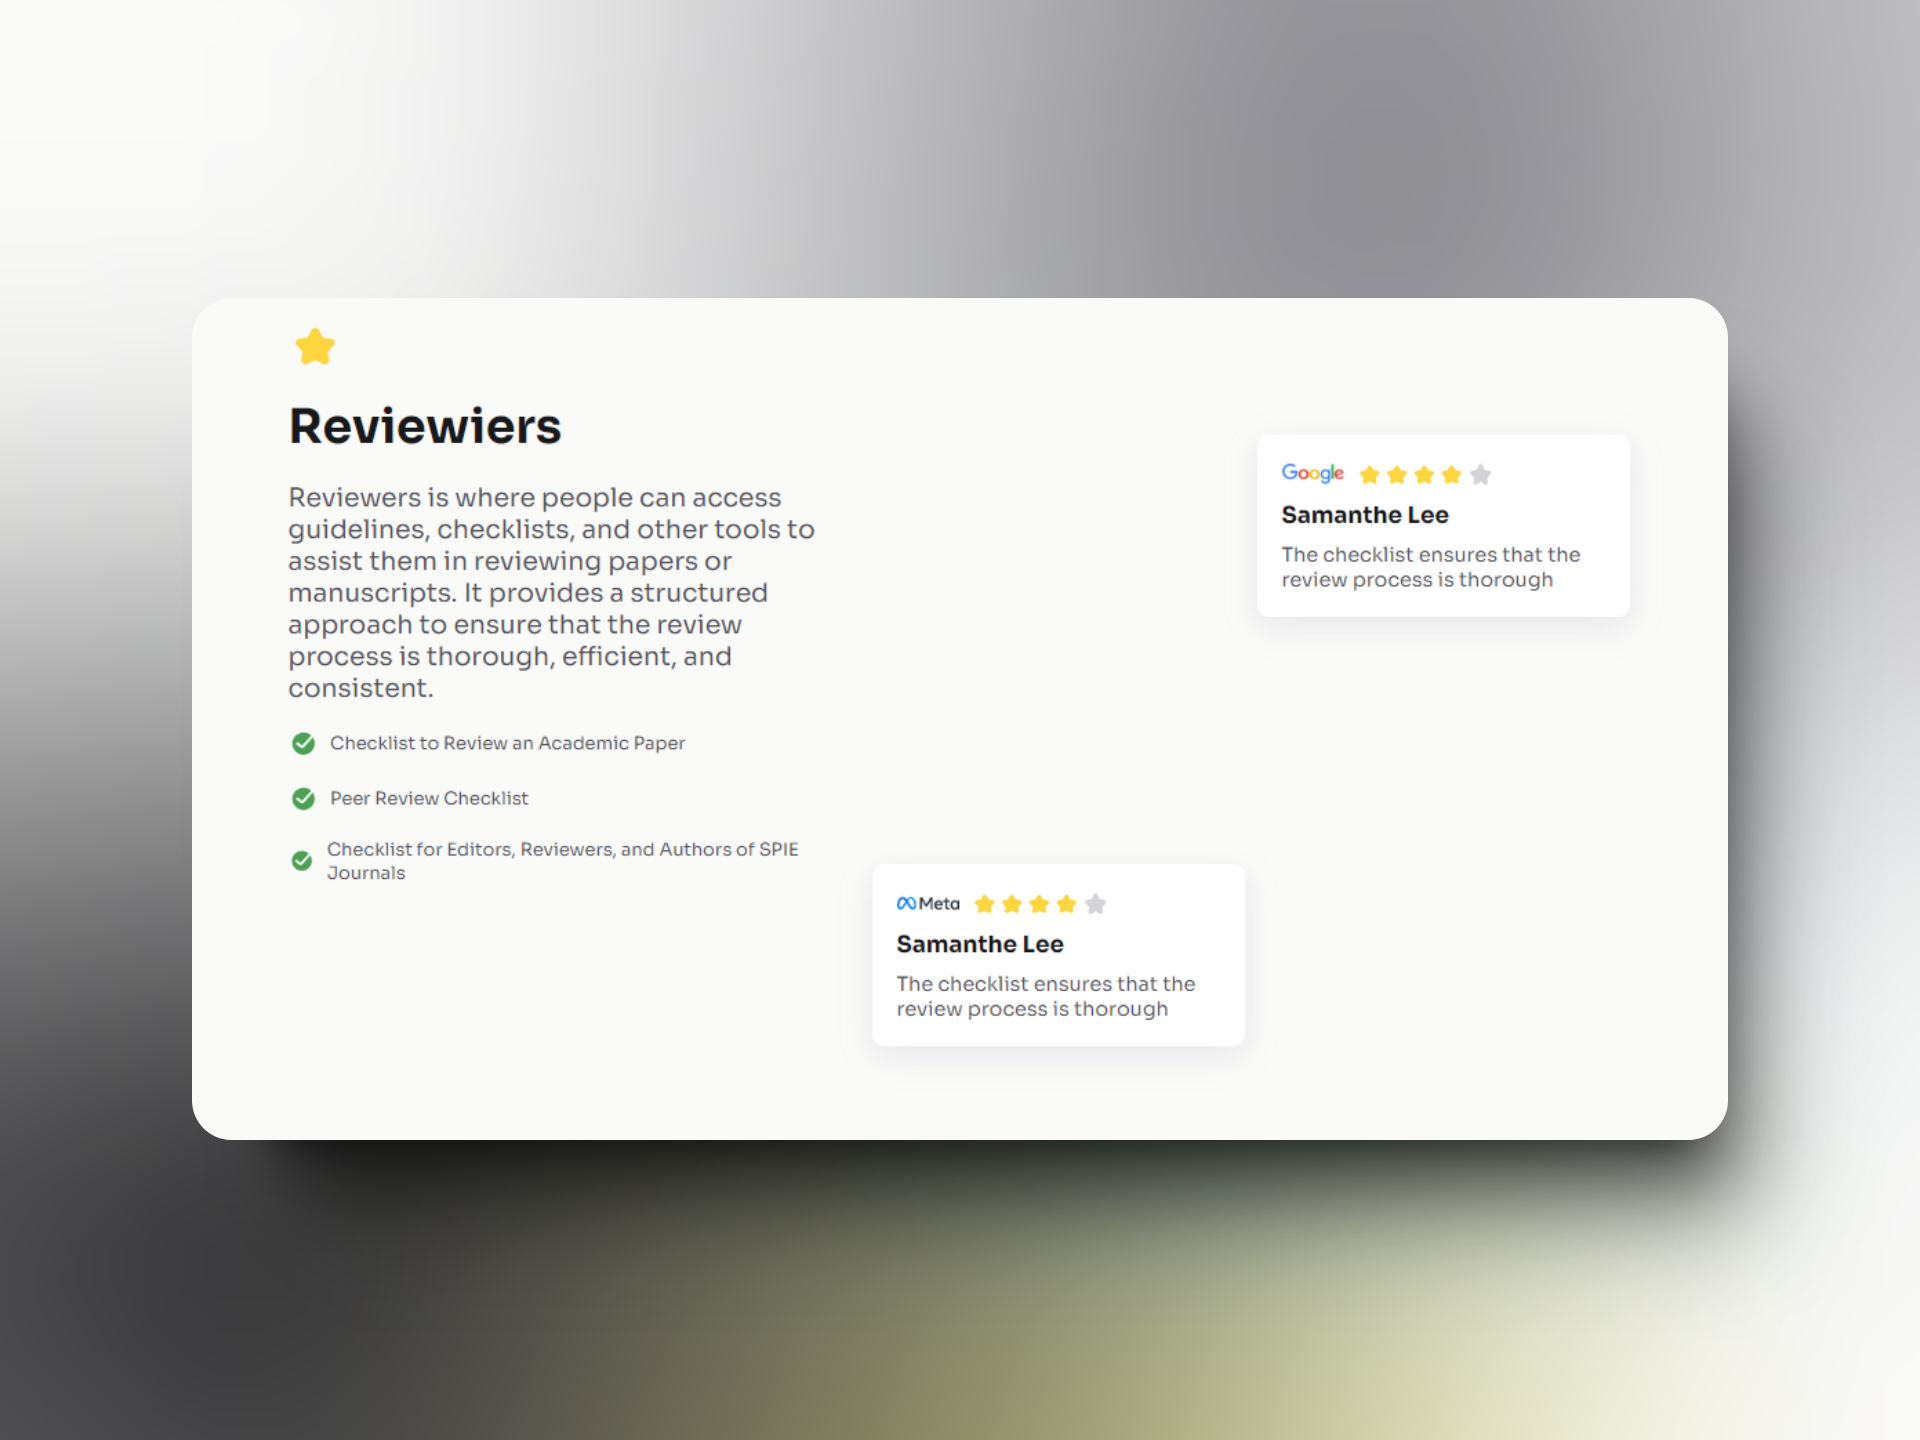 Reviewiers
Reviewers is where people can access
guidelines, checklists, and other tools to
assist them in reviewing papers or
manuscripts. It provides a structured
approach to ensure that the review
process is thorough, efficient, and
consistent.
Checklist to Review an Academic Paper
Peer Review Checklist
Checklist for Editors, Reviewers, and Authors of SPIE
Journals
Google
Samanthe Lee
The checklist ensures that the
review process is thorough
Meta
Samanthe Lee
The checklist ensures that the
review process is thorough